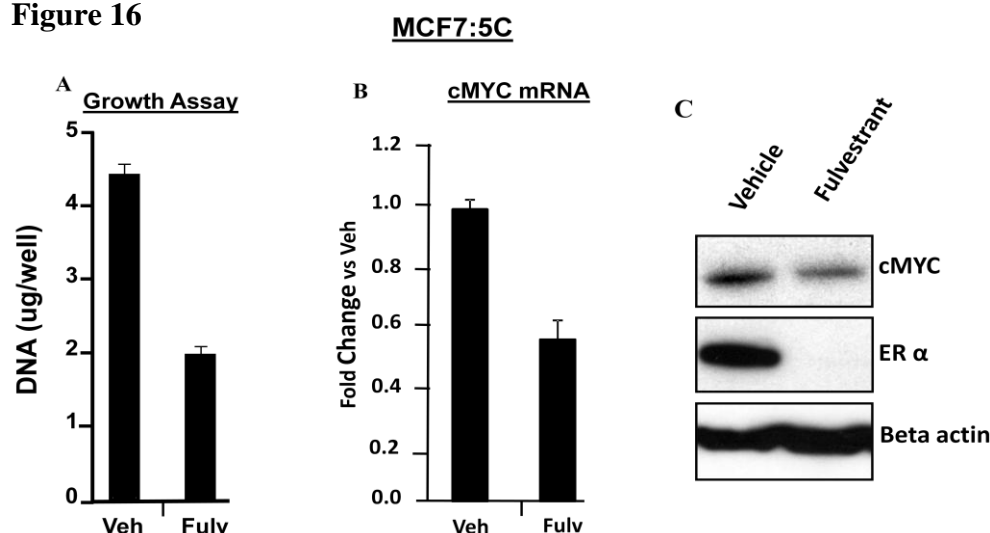 Figure 16
MCF7:5C
A
Growth Assay
DNA (ug/well)
5
4
3
2
1
0
Veh Fulv
B
cMYC mRNA
Fold Change vs Veh
1.2
1.0
0.8
0.6
0.4
0.2
0.0
Veh Fulv
C
Vehicle
Fulvestrant
cMYC
ER α
Beta actin